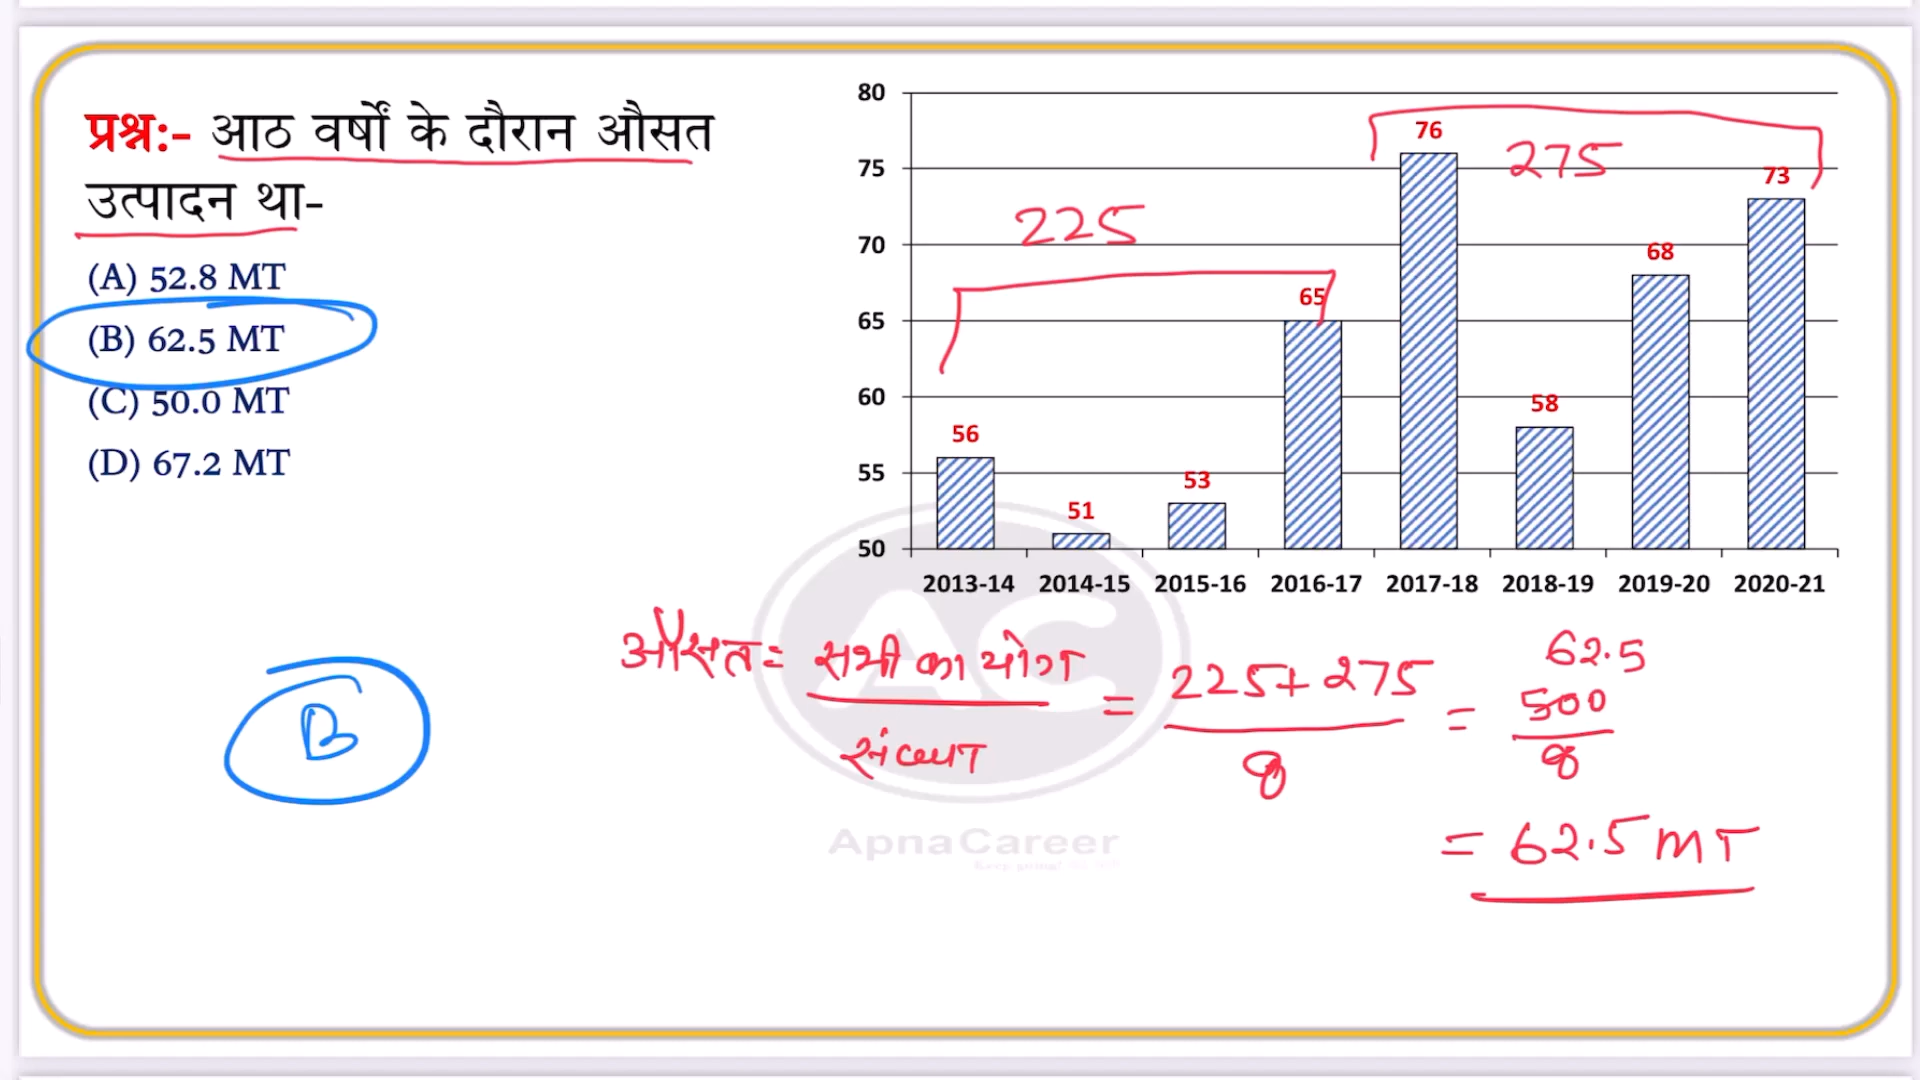 प्रश्न:- आठ वर्षों के दौरान औसत
उत्पादन था-
(A) 52.8 MT
(B) 62.5 MT
(C) 50.0 MT
(D) 67.2 MT
80
75
70
65
60
55
50
225
275
56
51
53
65
76
58
68
73
2013-14 2014-15 2015-16 2016-17 2017-18 2018-19 2019-20 2020-21
औसत = सभी का योग / संख्या = 225+275 / 8 = 500 / 8
62.5
= 62.5 MT
B
AC
ApnaCareer